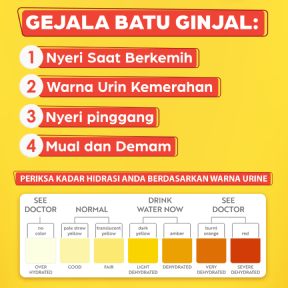 GEJALA BATU GINJAL:
1 Nyeri Saat Berkemih
2 Warna Urin Kemerahan
3 Nyeri pinggang
4 Mual dan Demam
PERIKSA KADAR HIDRASI ANDA BERDASARKAN WARNA URINE
SEE DOCTOR
NORMAL
DRINK WATER NOW
SEE DOCTOR
no color
pale straw yellow
translucent yellow
dark yellow
amber
burnt orange
red
OVER HYDRATED
GOOD
FAIR
LIGHT DEHYDRATED
DEHYDRATED
VERY DEHYDRATED
SEVERE DEHYDRATED